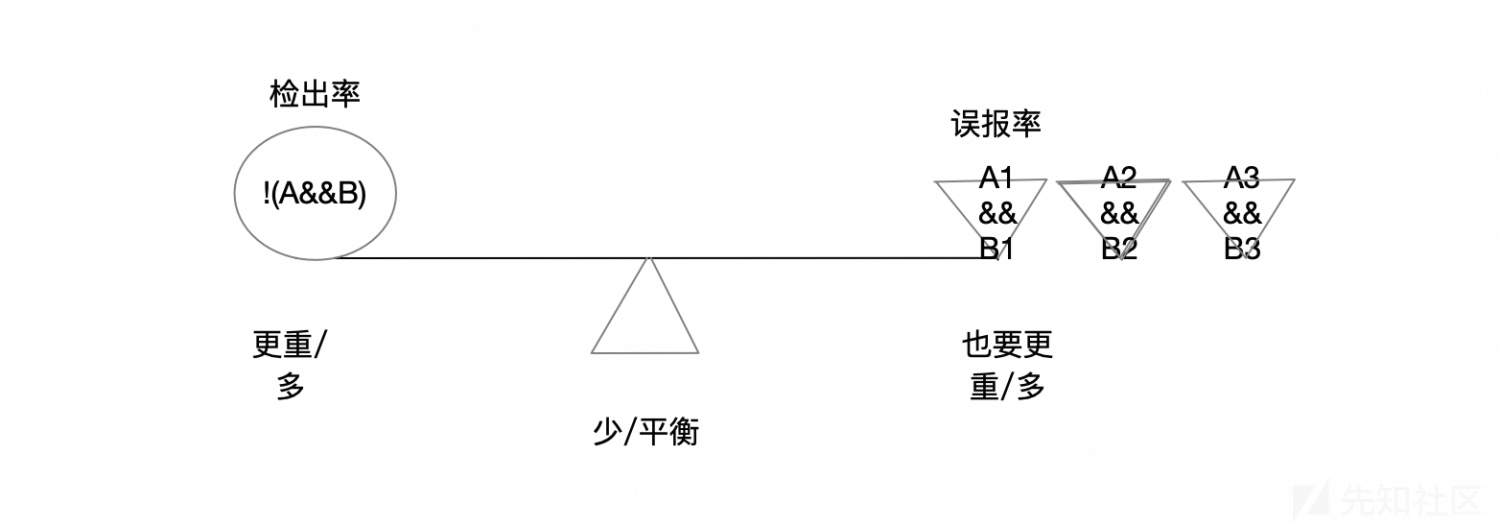 检出率
!(A&&B)
误报率
A1
&&
B1
A2
&&
B2
A3
&&
B3
更重/
多
少/平衡
也要更
重/多
先知社区